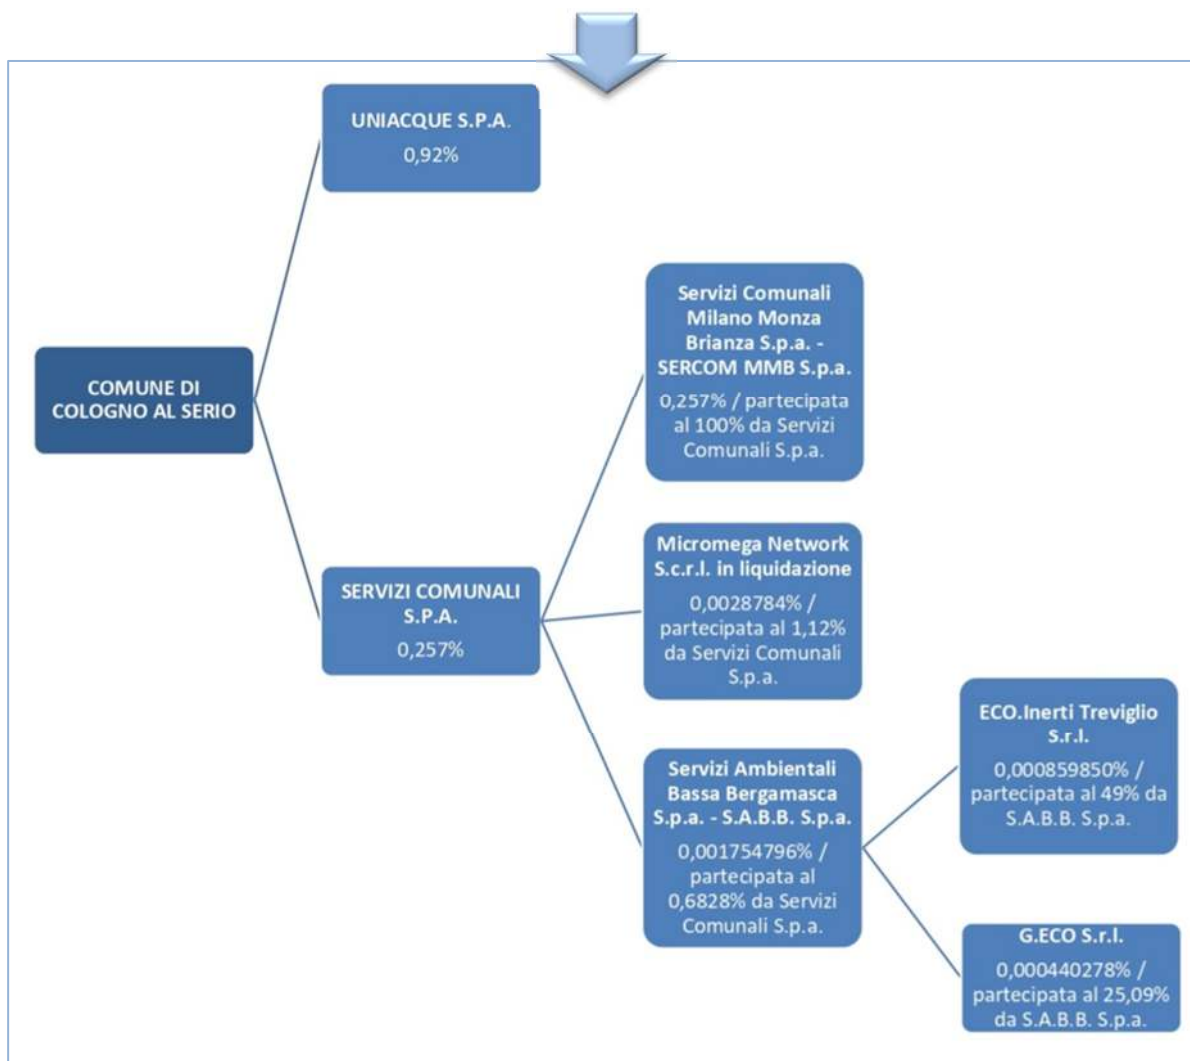 UNIACQUE S.P.A.
0,92%
COMUNE DI
COLOGNO AL SERIO
SERVIZI COMUNALI
S.P.A.
0,257%
Servizi Comunali
Milano Monza
Brianza S.p.a. -
SERCOM MMB S.p.a.
0,257% / partecipata
al 100% da Servizi
Comunali S.p.a.
Micromega Network
S.c.r.l. in liquidazione
0,0028784% /
partecipata al 1,12%
da Servizi Comunali
S.p.a.
Servizi Ambientali
Bassa Bergamasca
S.p.a. - S.A.B.B. S.p.a.
0,001754796% /
partecipata al
0,6828% da Servizi
Comunali S.p.a.
ECO.Inerti Treviglio
S.r.l.
0,000859850% /
partecipata al 49% da
S.A.B.B. S.p.a.
G.ECO S.r.l.
0,000440278% /
partecipata al 25,09%
da S.A.B.B. S.p.a.